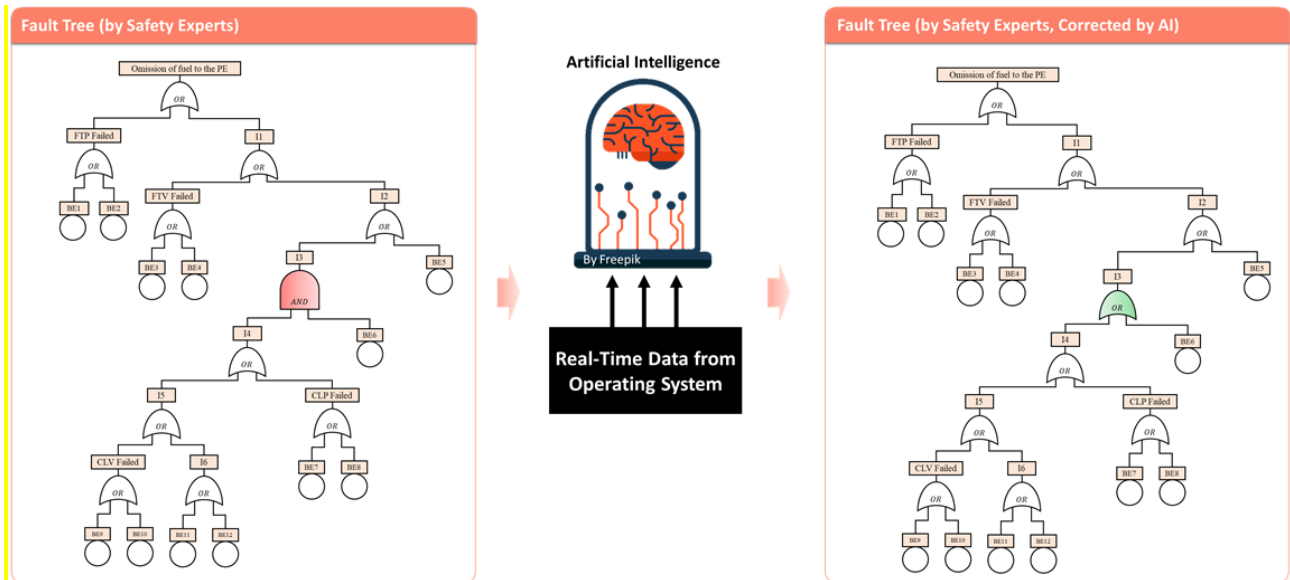 Fault Tree (by Safety Experts)
Omission of fuel to the PE
OR
FTP Failed
I1
OR
OR
BE1
BE2
FTV Failed
I2
OR
OR
BE3
BE4
I3
BE5
AND
I4
BE6
OR
I5
CLP Failed
OR
OR
CLV Failed
I6
BE7
BE8
OR
OR
BE9
BE10
BE11
BE12
Artificial Intelligence
By Freepik
Real-Time Data from
Operating System
Fault Tree (by Safety Experts, Corrected by AI)
Omission of fuel to the PE
OR
FTP Failed
I1
OR
OR
BE1
BE2
FTV Failed
I2
OR
OR
BE3
BE4
I3
BE5
OR
I4
BE6
OR
I5
CLP Failed
OR
OR
CLV Failed
I6
BE7
BE8
OR
OR
BE9
BE10
BE11
BE12